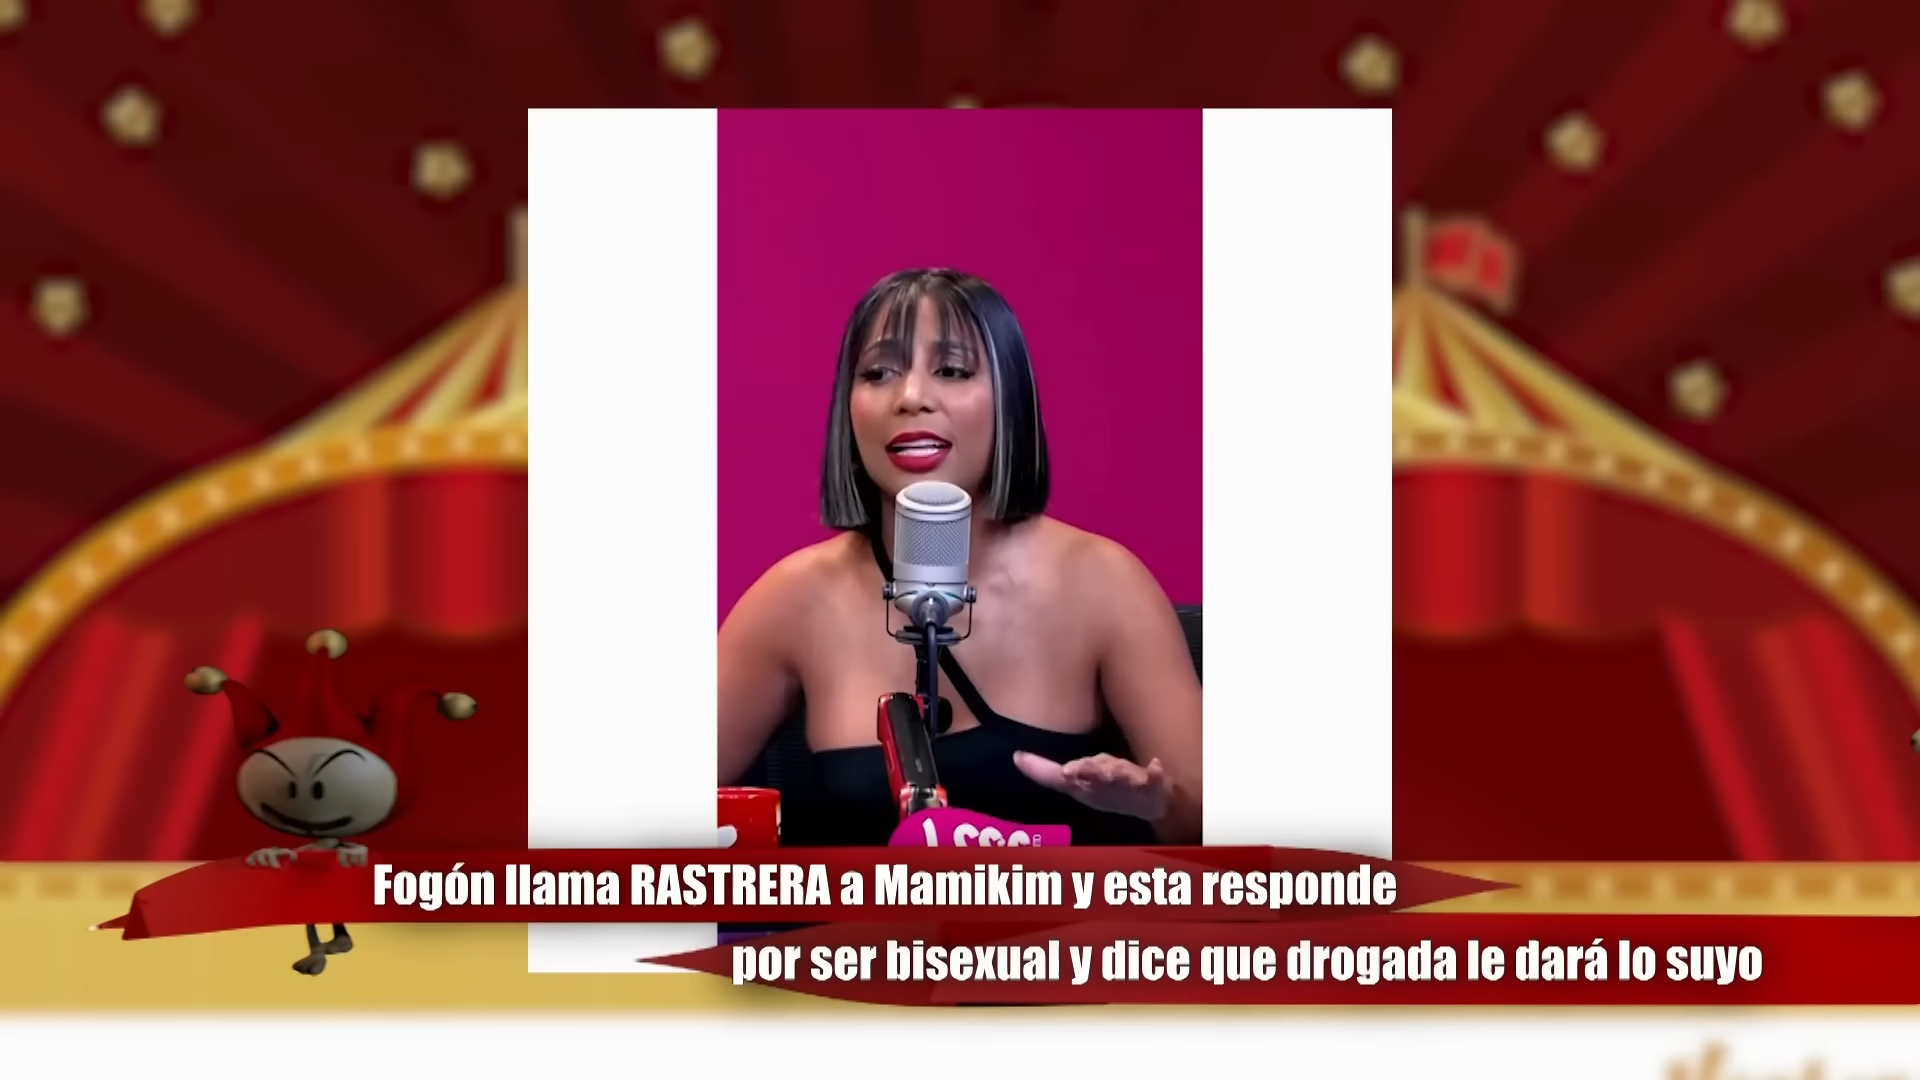 Fogón llama RASTRERA a Mamikim y esta responde
por ser bisexual y dice que drogada le dará lo suyo